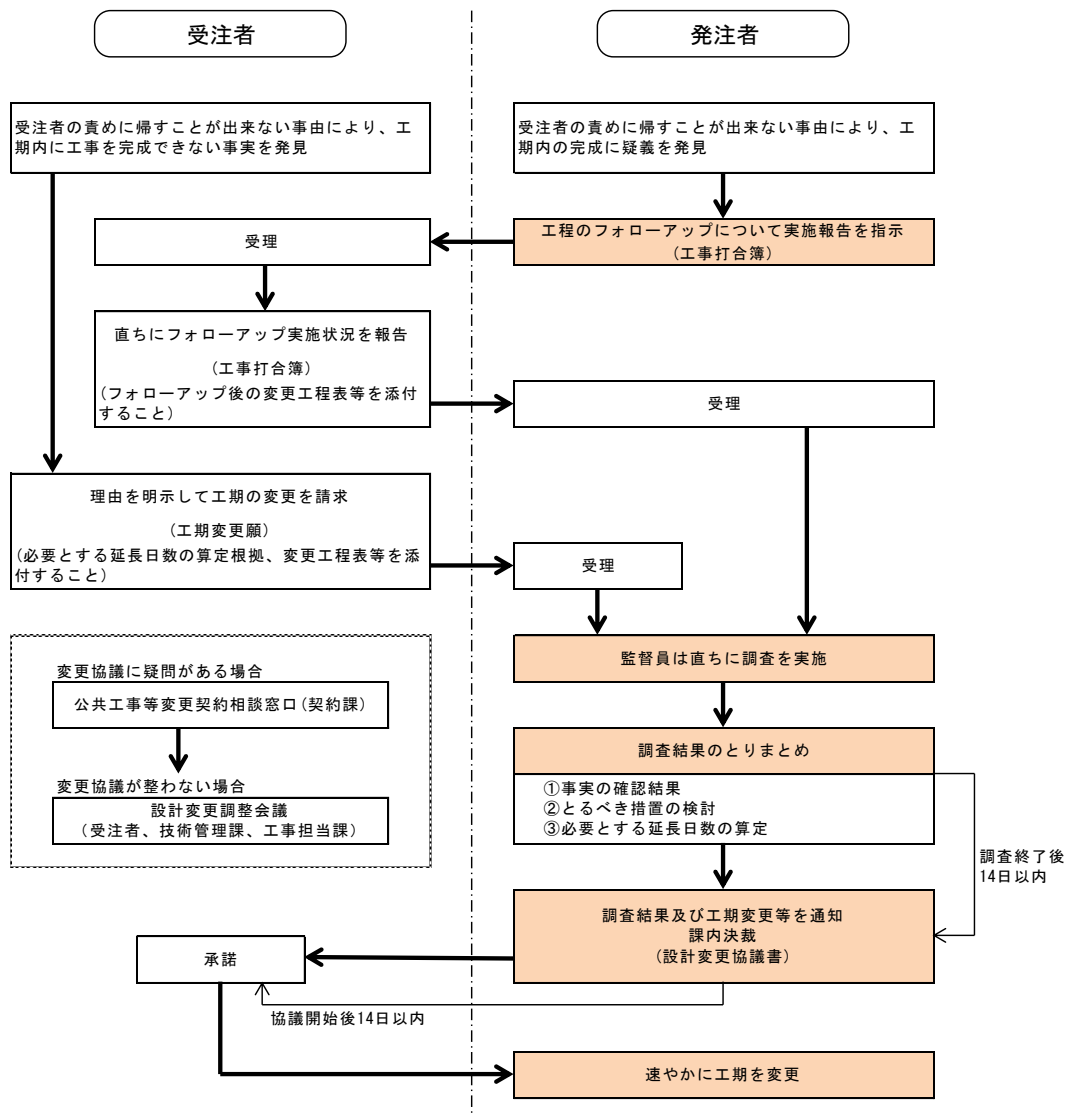 受注者
発注者
受注者の責めに帰すことが出来ない事由により、工
期内に工事を完成できない事実を発見
受注者の責めに帰すことが出来ない事由により、工
期内の完成に疑義を発見
工程のフォローアップについて実施報告を指示
(工事打合簿)
受理
直ちにフォローアップ実施状況を報告
(工事打合簿)
(フォローアップ後の変更工程表等を添付
すること)
受理
理由を明示して工期の変更を請求
(工期変更願)
(必要とする延長日数の算定根拠、変更工程表等を添
付すること)
受理
監督員は直ちに調査を実施
変更協議に疑問がある場合
公共工事等変更契約相談窓口(契約課)
変更協議が整わない場合
設計変更調整会議
(受注者、技術管理課、工事担当課)
調査結果のとりまとめ
①事実の確認結果
②とるべき措置の検討
③必要とする延長日数の算定
調査終了後
14日以内
調査結果及び工期変更等を通知
課内決裁
(設計変更協議書)
承諾
協議開始後14日以内
速やかに工期を変更